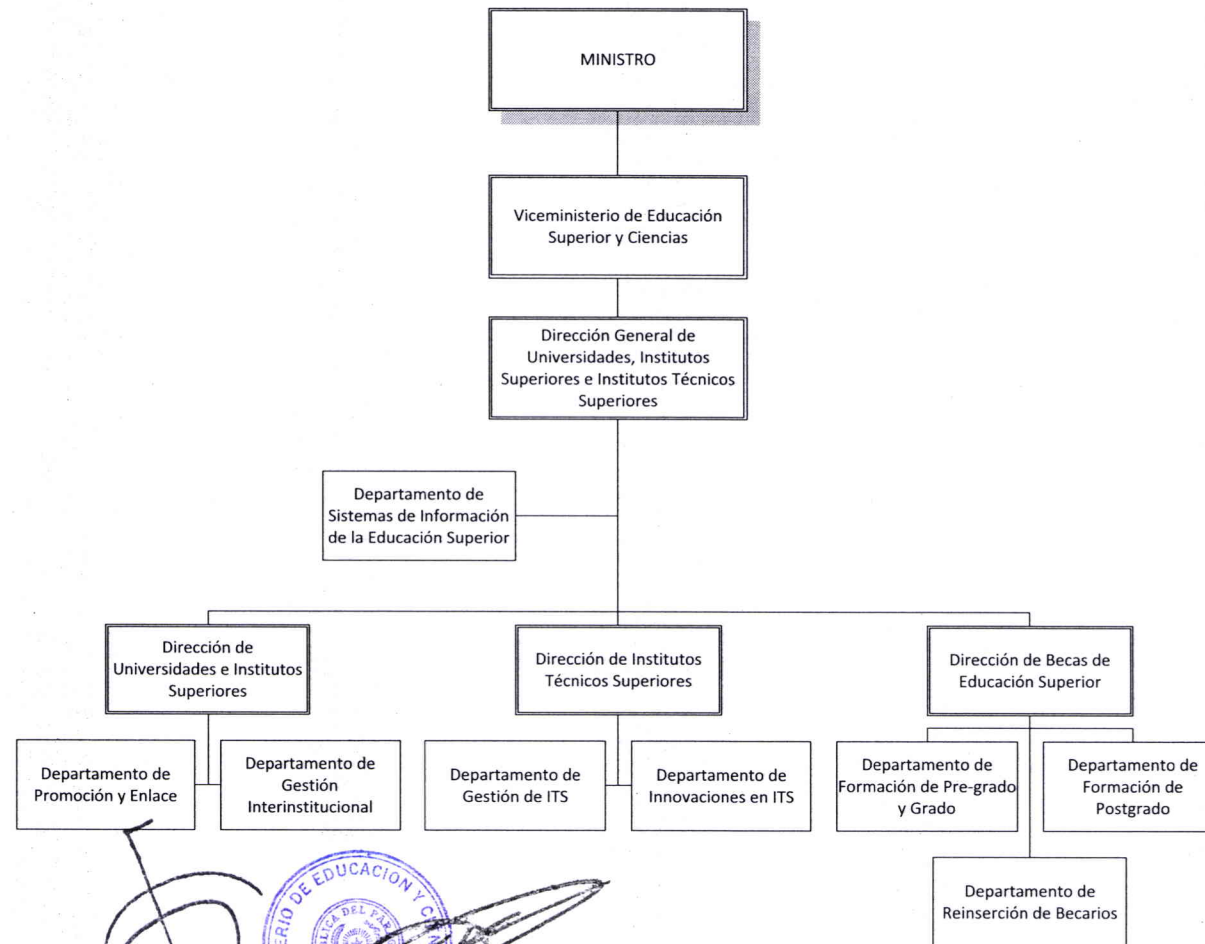 MINISTRO
Viceministerio de Educación
Superior y Ciencias
Dirección General de
Universidades, Institutos
Superiores e Institutos Técnicos
Superiores
Departamento de
Sistemas de Información
de la Educación Superior
Dirección de
Universidades e Institutos
Superiores
Dirección de Institutos
Técnicos Superiores
Dirección de Becas de
Educación Superior
Departamento de
Promoción y Enlace
Departamento de
Gestión
Interinstitucional
Departamento de
Gestión de ITS
Departamento de
Innovaciones en ITS
Departamento de
Formación de Pre-grado
y Grado
Departamento de
Formación de
Postgrado
Departamento de
Reinserción de Becarios
EDUCACION Y
DEL